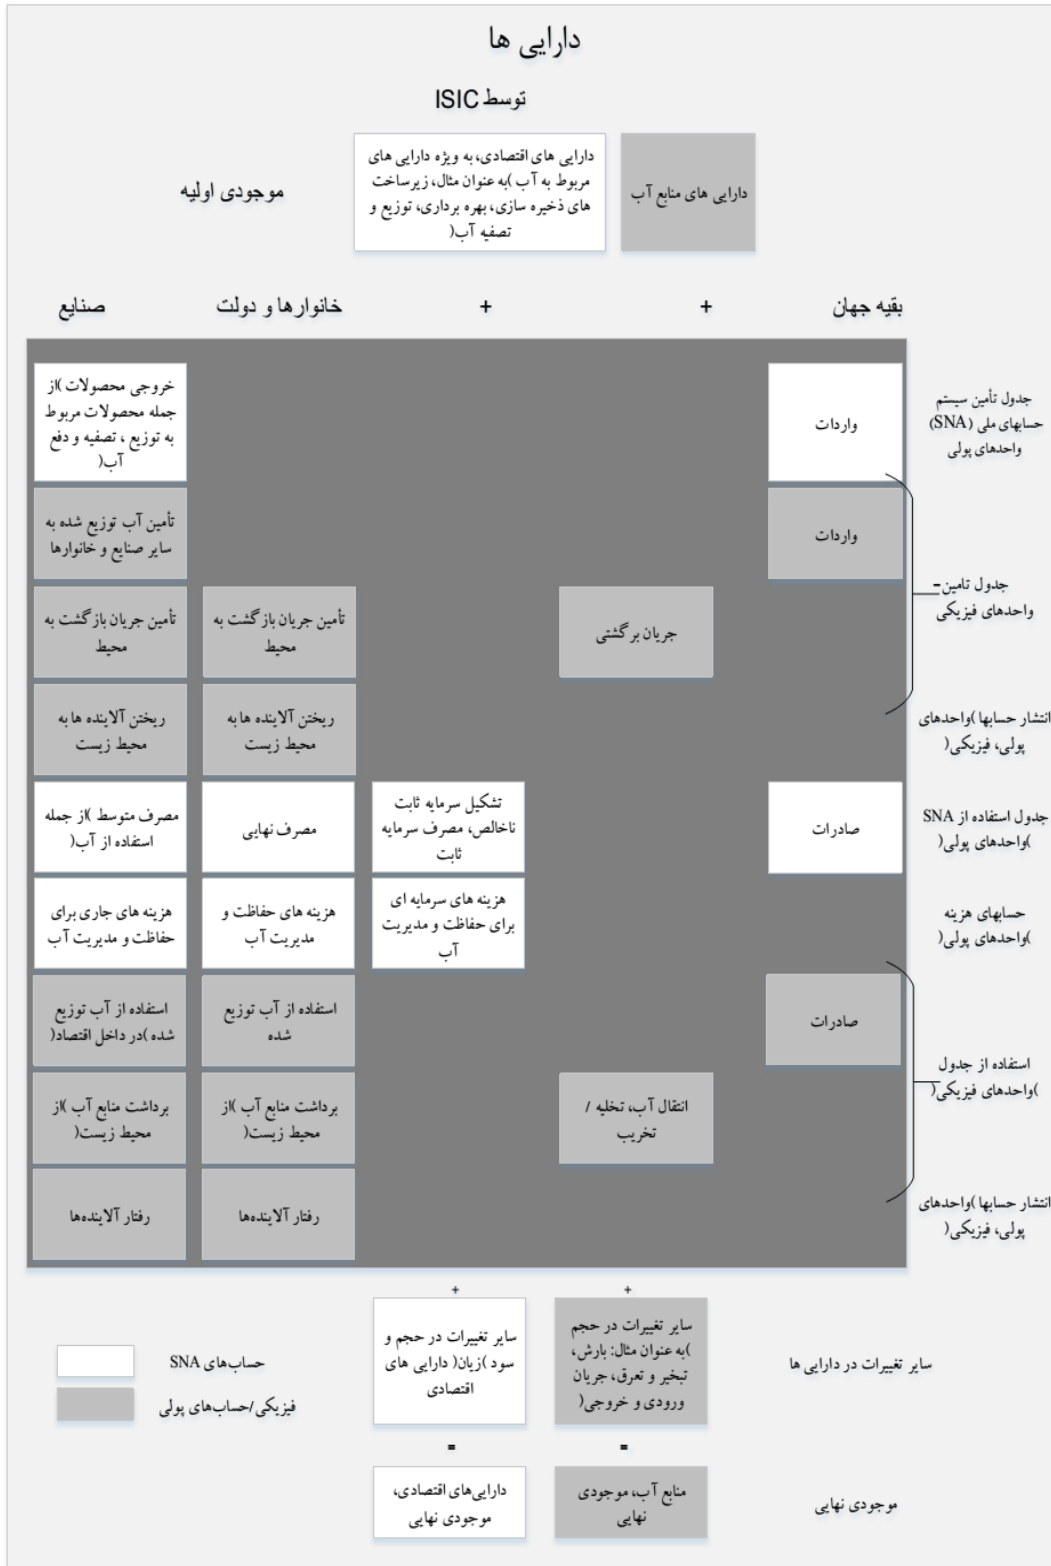 دارایی ها
توسط ISIC
موجودی اولیه
دارایی های اقتصادی، به ویژه دارایی های
مربوط به آب )به عنوان مثال، زیرساخت
های ذخیره سازی، بهره برداری، توزیع و
تصفیه آب(
دارایی های منابع آب
بقیه جهان
+
+
خانوارها و دولت
صنایع
جدول تأمین سیستم
حسابهای ملی (SNA)
واحدهای پولی
واردات
خروجی محصولات )از
جمله محصولات مربوط
به توزیع ، تصفیه و دفع
آب(
واردات
تأمین آب توزیع شده به
سایر صنایع و خانوارها
جدول تامین-
واحدهای فیزیکی
جریان برگشتی
تأمین جریان بازگشت به
محیط
تأمین جریان بازگشت به
محیط
انتشار حسابها )واحدهای
پولی، فیزیکی(
ریختن آلاینده ها به
محیط زیست
ریختن آلاینده ها به
محیط زیست
جدول استفاده از SNA
)واحدهای پولی(
صادرات
تشکیل سرمایه ثابت
ناخالص، مصرف سرمایه
ثابت
مصرف نهایی
مصرف متوسط )از جمله
استفاده از آب(
حسابهای هزینه
)واحدهای پولی(
هزینه های سرمایه ای
برای حفاظت و مدیریت
آب
هزینه های حفاظت و
مدیریت آب
هزینه های جاری برای
حفاظت و مدیریت آب
صادرات
استفاده از آب توزیع
شده
استفاده از آب توزیع
شده )در داخل اقتصاد(
استفاده از جدول
)واحدهای فیزیکی(
انتقال آب، تخلیه /
تخریب
برداشت منابع آب )از
محیط زیست(
برداشت منابع آب )از
محیط زیست(
انتشار حسابها )واحدهای
پولی، فیزیکی(
رفتار آلاینده‌ها
رفتار آلاینده‌ها
+
+
سایر تغییرات در دارایی ها
سایر تغییرات در حجم
)به عنوان مثال: بارش،
تبخیر و تعرق، جریان
ورودی و خروجی(
سایر تغییرات در حجم و
سود )زیان( دارایی های
اقتصادی
حساب‌های SNA
فیزیکی/حساب‌های پولی
=
=
موجودی نهایی
منابع آب، موجودی
نهایی
دارایی‌های اقتصادی،
موجودی نهایی